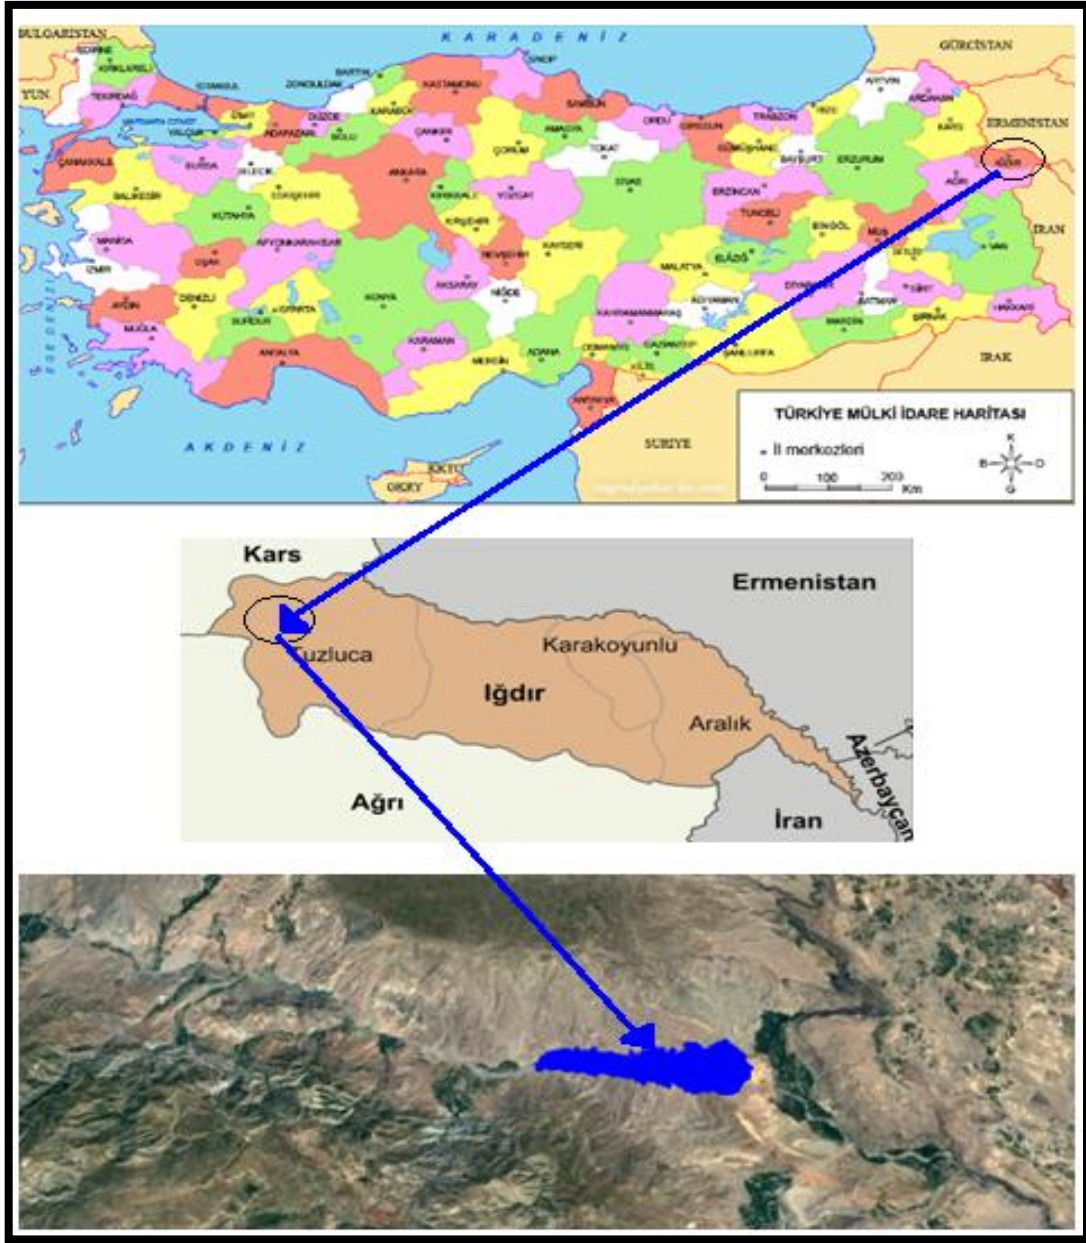 BULGARİSTAN
KARADENİZ
GÜRCİSTAN
EDİRNE
KIRKLARELİ
YUN.
TEKİRDAĞ
İSTANBUL
ZONGULDAK
BARTIN
KASTAMONU
SİNOP
ARTVİN
ARDAHAN
İZMİT
DÜZCE
KARABÜK
SAMSUN
ORDU
GİRESUN
TRABZON
RİZE
KARS
ERMENİSTAN
YALOVA
ADAPAZARI
BOLU
ÇANKIRI
AMASYA
ÇORUM
TOKAT
GÜMÜŞHANE
BAYBURT
ERZURUM
IĞDIR
ÇANAKKALE
BURSA
BİLECİK
ANKARA
AĞRI
BALIKESİR
ESKİŞEHİR
KIRIKKALE
YOZGAT
SİVAS
ERZİNCAN
KÜTAHYA
KIRŞEHİR
TUNCELİ
BİNGÖL
MUŞ
İRAN
MANİSA
AFYONKARAHİSAR
NEVŞEHİR
KAYSERİ
VAN
İZMİR
UŞAK
ELAZIĞ
BİTLİS
MALATYA
AKSARAY
NİĞDE
DİYARBAKIR
SİİRT
AYDIN
DENİZLİ
ISPARTA
KONYA
BATMAN
BURDUR
ADIYAMAN
HAKKARİ
KAHRAMANMARAŞ
ŞIRNAK
MUĞLA
MARDİN
KARAMAN
ANTALYA
MERSİN
ADANA
OSMANİYE
GAZİANTEP
ŞANLIURFA
KİLİS
IRAK
ANTAKYA
AKDENİZ
SURİYE
KKTC
GKRY
TÜRKİYE MÜLKİ İDARE HARİTASI
İl merkezleri
K
B
D
G
0 100 200
Km
Kars
Ermenistan
Karakoyunlu
Tuzluca
Iğdır
Aralık
Azerbaycan
Ağrı
İran